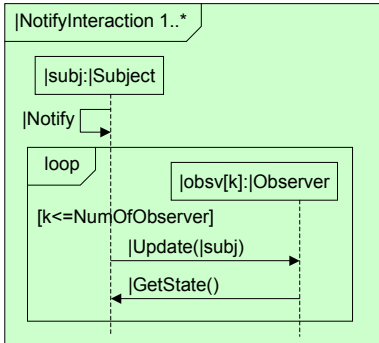 |NotifyInteraction 1..*
|subj:|Subject
|Notify
loop
|obsv[k]:|Observer
[k<=NumOfObserver]
|Update(|subj)
|GetState()